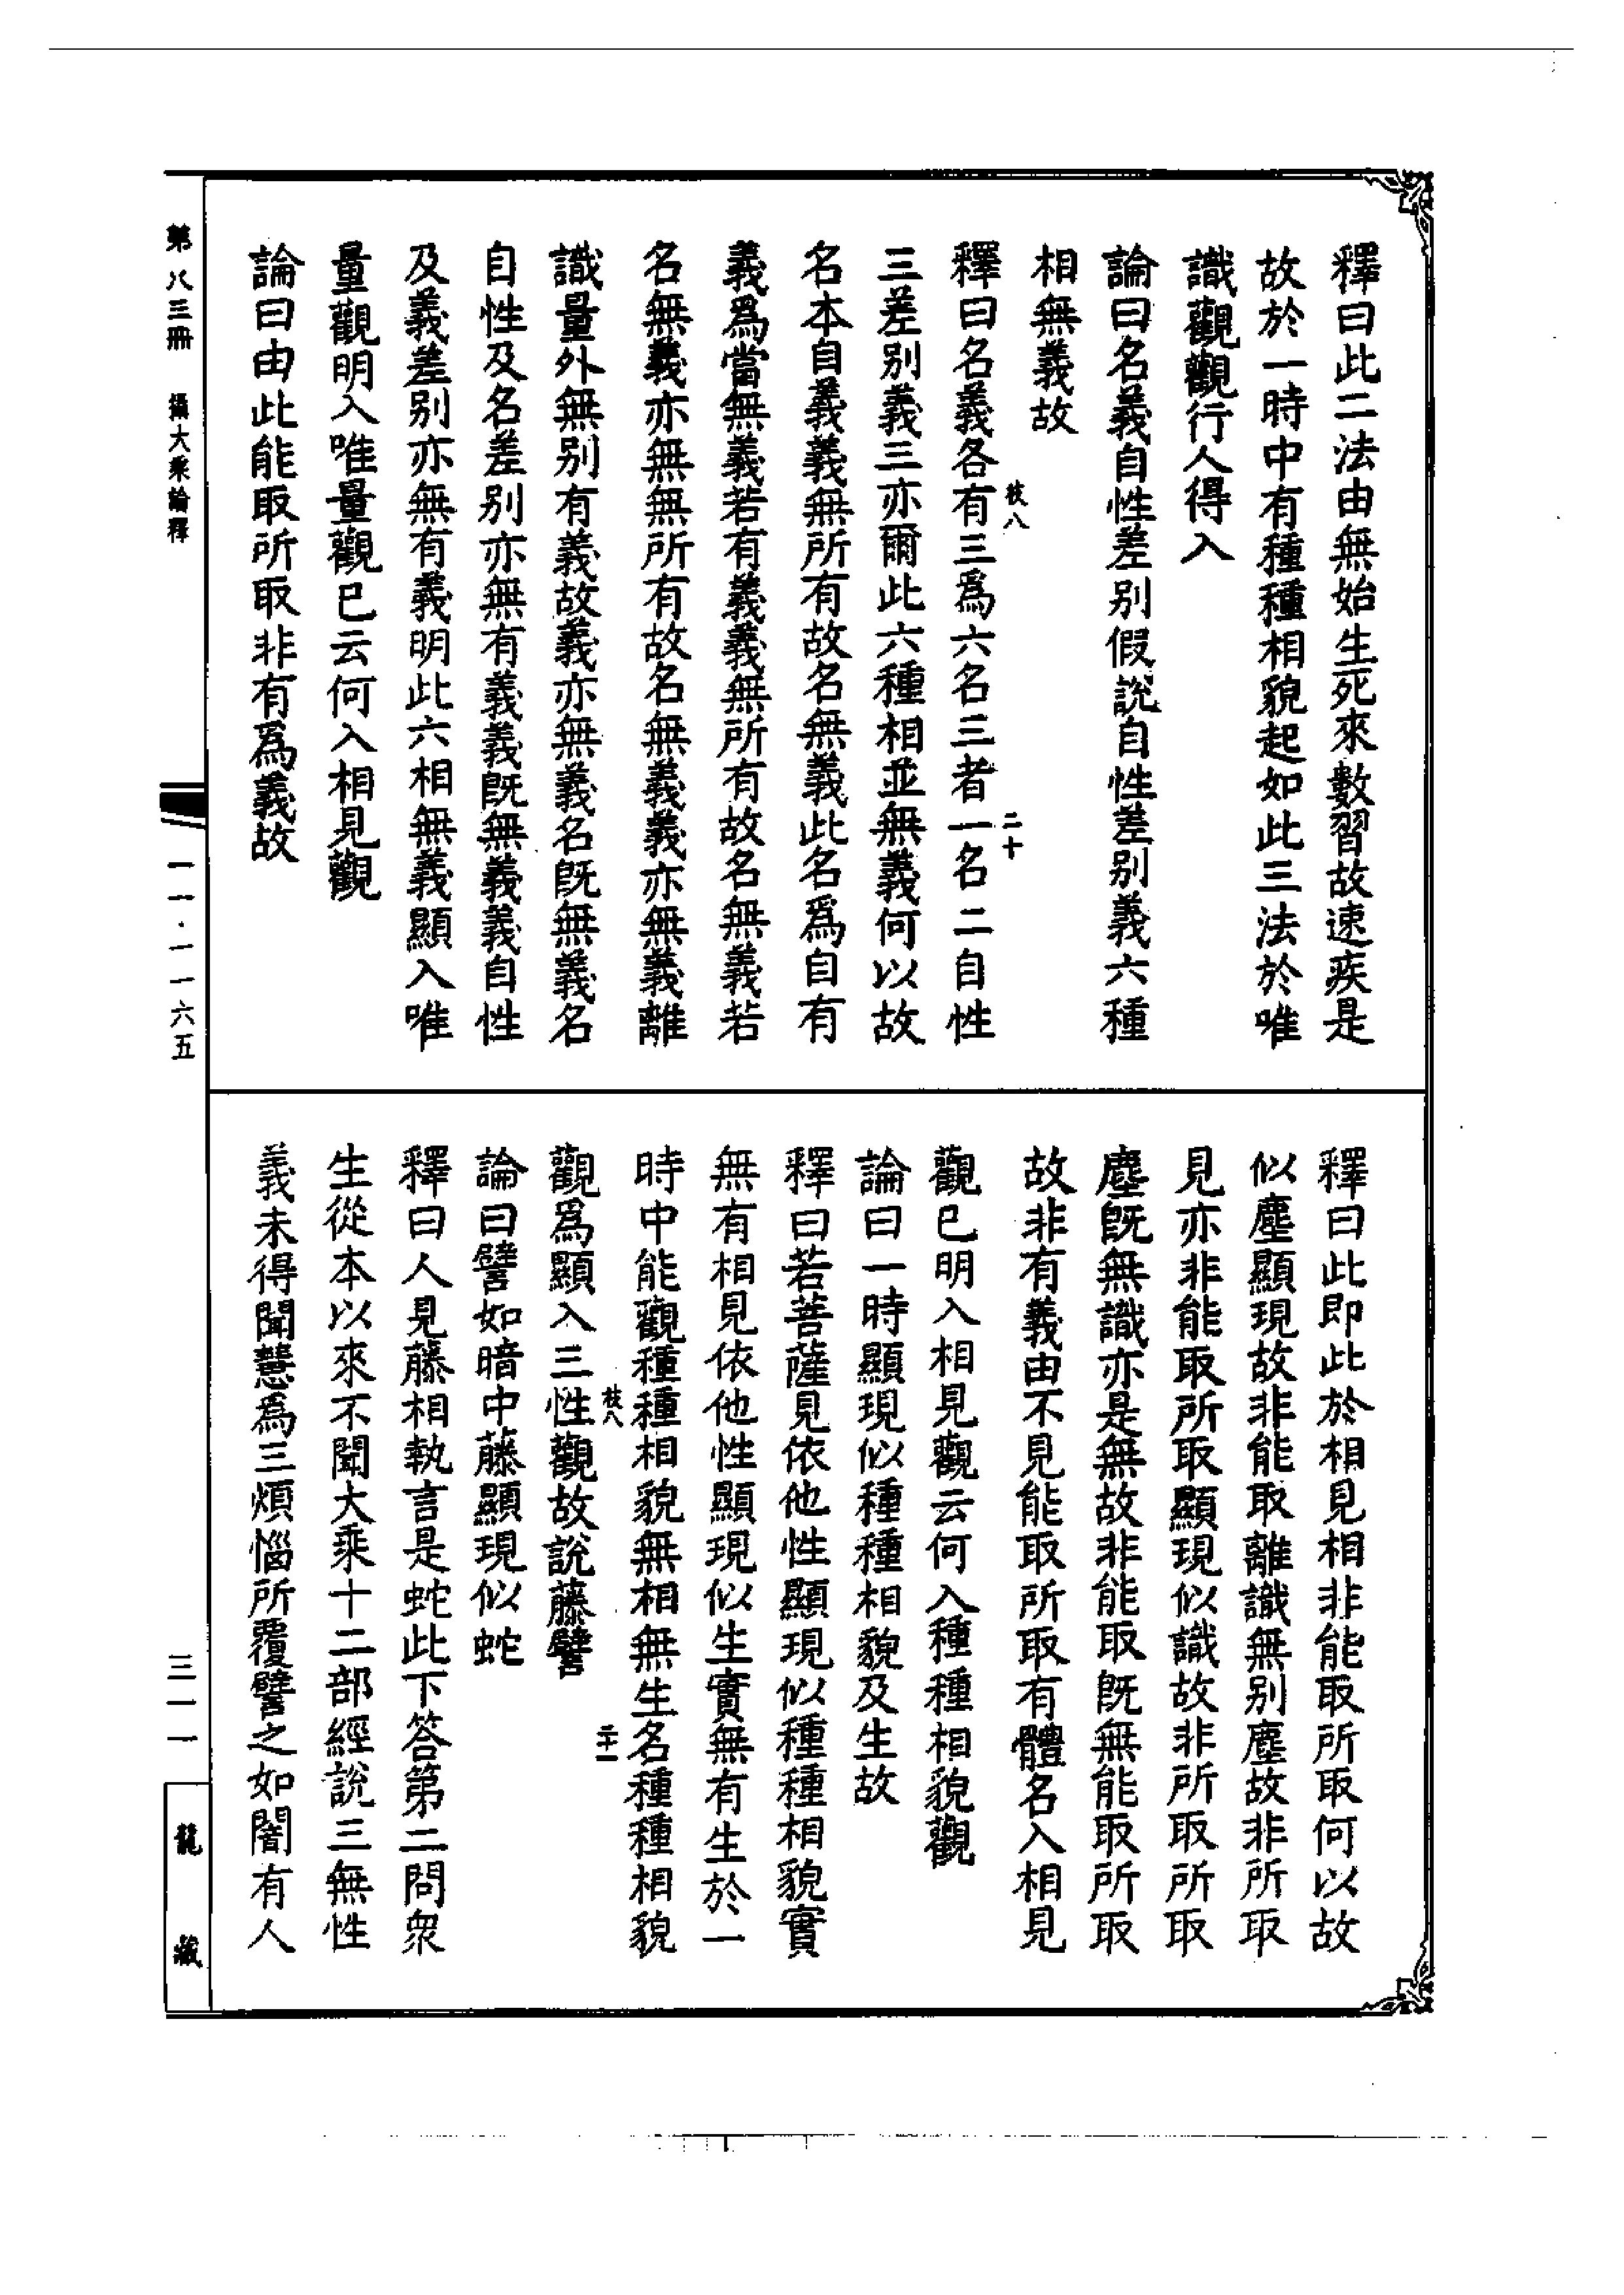 釋曰此二法由無始生死來數習故速疾是
故於一時中有種種相貌起如此三法於唯
識觀觀行人得入
論曰名義自性差别假說自性差别義六種
相無義故
枝八
二十
釋曰名義各有三爲六名三者一名二自性
三差别義三亦爾此六種相並無義何以故
名本自義義無所有故名無義此名爲自有
義爲當無義若有義義無所有故名無義若
名無義亦無無所有故名無義義亦無義離
識量外無别有義故義亦無義名旣無義名
自性及名差别亦無有義義旣無義義自性
及義差别亦無有義明此六相無義顯入唯
量觀明入唯量觀已云何入相見觀
論曰由此能取所取非有爲義故
釋曰此即此於相見相非能取所取何以故
似塵顯現故非能取離識無别塵故非所取
見亦非能取所取顯現似識故非所取所取
塵旣無識亦是無故非能取旣無能取所取
故非有義由不見能取所取有體名入相見
觀已明入相見觀云何入種種相貌觀
論曰一時顯現似種種相貌及生故
釋曰若菩薩見依他性顯現似種種相貌實
無有相見依他性顯現似生實無有生於一
時中能觀種種相貌無相無生名種種相貌
枝八
二十一
觀爲顯入三性觀故說藤譬
論曰譬如暗中藤顯現似蛇
釋曰人見藤相執言是蛇此下答第二問衆
生從本以來不聞大乘十二部經說三無性
義未得聞慧爲三煩惱所覆譬之如闇有人
第八三冊
攝大乘論釋
一一·一一六五
三一一
龍藏